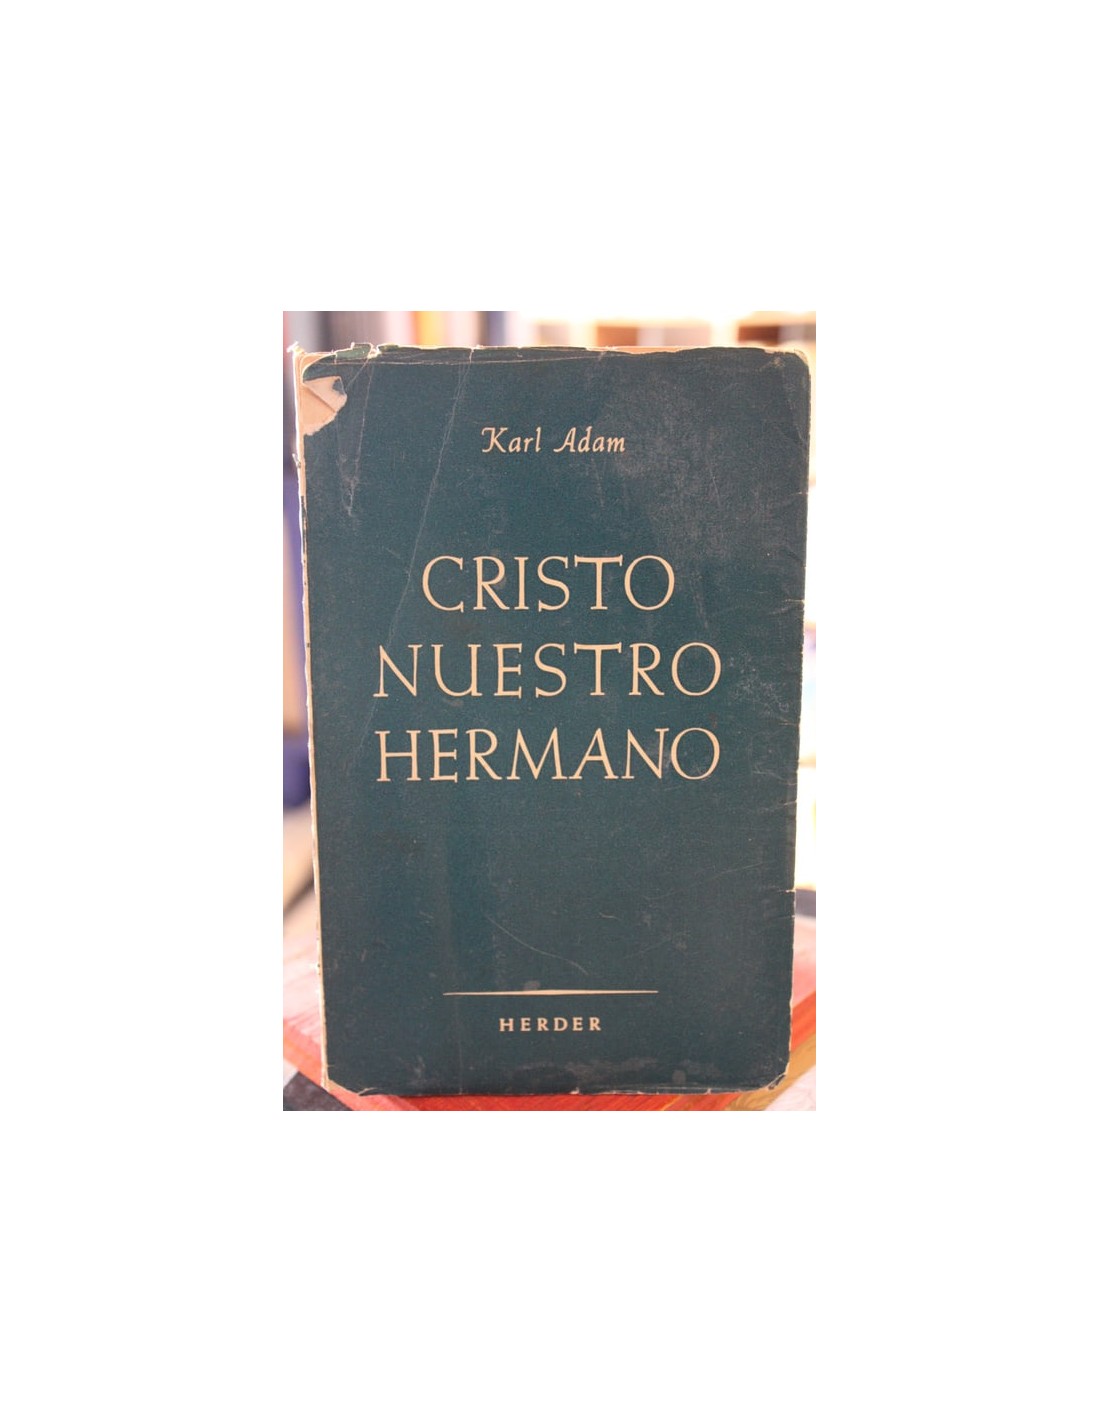 Karl Adam
CRISTO
NUESTRO
HERMANO
HERDER